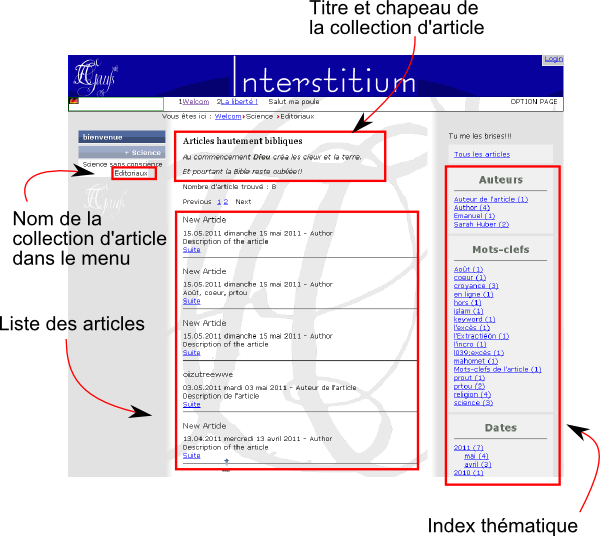 Titre et chapeau de
la collection d'article
Login
Interstitium
1Welcom 2La liberté ! Salut ma poule
OPTION PAGE
Vous êtes ici : Welcom›Science›Editoriaux
bienvenue
- Science
Science sans conscience
Editoriaux
Nom de la
collection d'article
dans le menu
Liste des articles
Articles hautement bibliques
Au commencement Dieu créa les cieux et la terre.
Et pourtant la Bible reste oubliée!!
Nombre d'article trouvé : 8
Previous 1 2 Next
New Article
15.05.2011 dimanche 15 mai 2011 - Author
Description of the article
Suite
New Article
15.05.2011 dimanche 15 mai 2011 - Author
Août, coeur, prtou
Suite
New Article
15.05.2011 dimanche 15 mai 2011 - Author
Description of the article
Suite
oiizutreewwe
03.05.2011 mardi 03 mai 2011 - Auteur de l'article
Description de l'article
Suite
New Article
13.04.2011 mercredi 13 avril 2011 - Author
Description of the article
Suite
Tu me les brises!!!
Tous les articles
Auteurs
Auteur de l'article (1)
Author (4)
Emanuel (1)
Sarah Huber (2)
Mots-clefs
Août (1)
coeur (1)
croyance (3)
en ligne (1)
hors (1)
islam (1)
keyword (1)
l'excès (1)
l'Extractiéön (1)
l'incro (1)
l039;excès (1)
mahomet (1)
Mots-clefs de l'article (1)
prout (1)
prtou (2)
religion (4)
science (3)
Dates
2011 (7)
mai (4)
avril (3)
2010 (1)
Index thématique